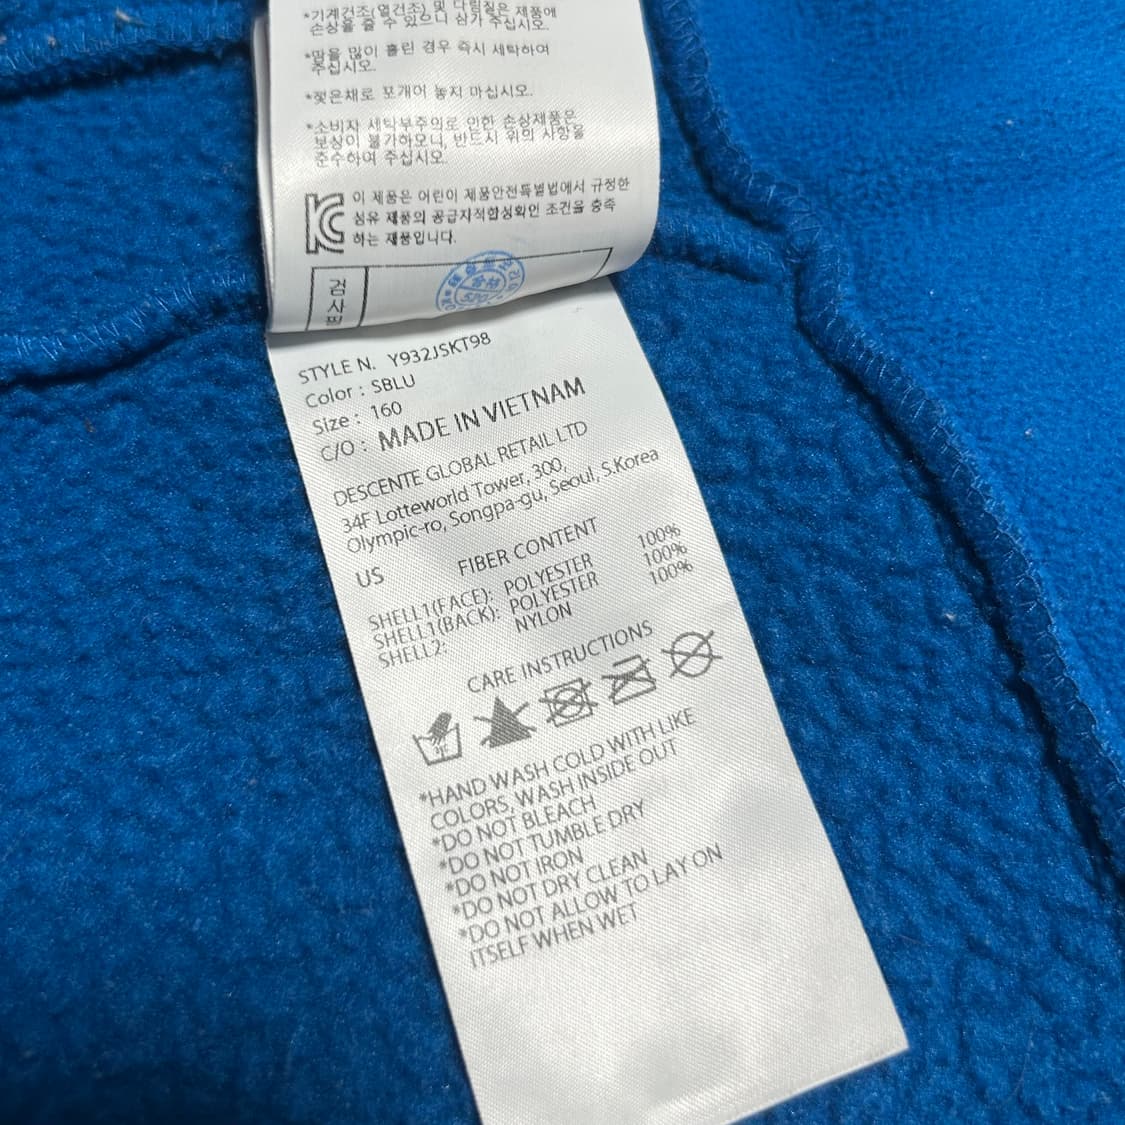 *기계건조(열건조) 및 다림질은 제품에
손상을 줄 수 있으니 삼가 주십시오.
*땀을 많이 흘린 경우 즉시 세탁하여
주십시오.
*젖은채로 포개어 놓지 마십시오.
*소비자 세탁부주의로 인한 손상제품은
보상이 불가하오니, 반드시 위의 사항을
준수하여 주십시오.
이 제품은 어린이 제품안전특별법에서 규정한
섬유 제품의 공급자적합성확인 조건을 충족
하는 제품입니다.
검
사
필
STYLE N. Y932JSKT98
Color : SBLU
Size : 160
C/O : MADE IN VIETNAM
DESCENTE GLOBAL RETAIL LTD
34F Lotteworld Tower, 300,
Olympic-ro, Songpa-gu, Seoul, S.Korea
US FIBER CONTENT
SHELL1(FACE): POLYESTER 100%
SHELL1(BACK): POLYESTER 100%
SHELL2: NYLON 100%
CARE INSTRUCTIONS
*HAND WASH COLD WITH LIKE
COLORS, WASH INSIDE OUT
*DO NOT BLEACH
*DO NOT TUMBLE DRY
*DO NOT IRON
*DO NOT DRY CLEAN
*DO NOT ALLOW TO LAY ON
ITSELF WHEN WET